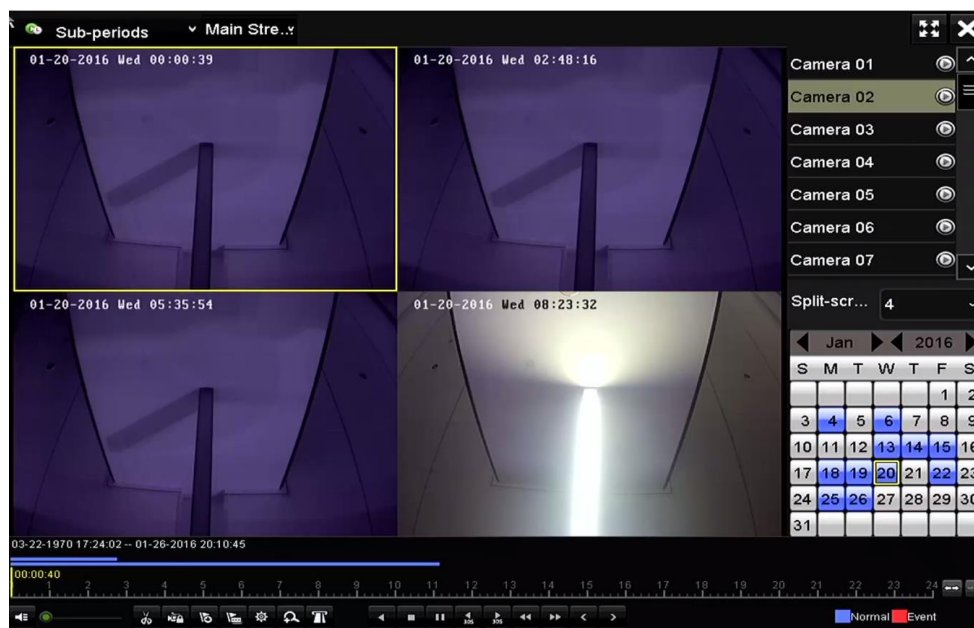 Sub-periods Main Stre..
01-20-2016 Wed 00:00:39
01-20-2016 Wed 02:48:16
01-20-2016 Wed 05:35:54
01-20-2016 Wed 08:23:32
Camera 01
Camera 02
Camera 03
Camera 04
Camera 05
Camera 06
Camera 07
Split-scr... 4
Jan 2016
S M T W T F S
1 2
3 4 5 6 7 8 9
10 11 12 13 14 15 16
17 18 19 20 21 22 23
24 25 26 27 28 29 30
31
03-22-1970 17:24:02 -- 01-26-2016 20:10:45
00:00:40
1 2 3 4 5 6 7 8 9 10 11 12 13 14 15 16 17 18 19 20 21 22 23 24
30S 30S
Normal Event